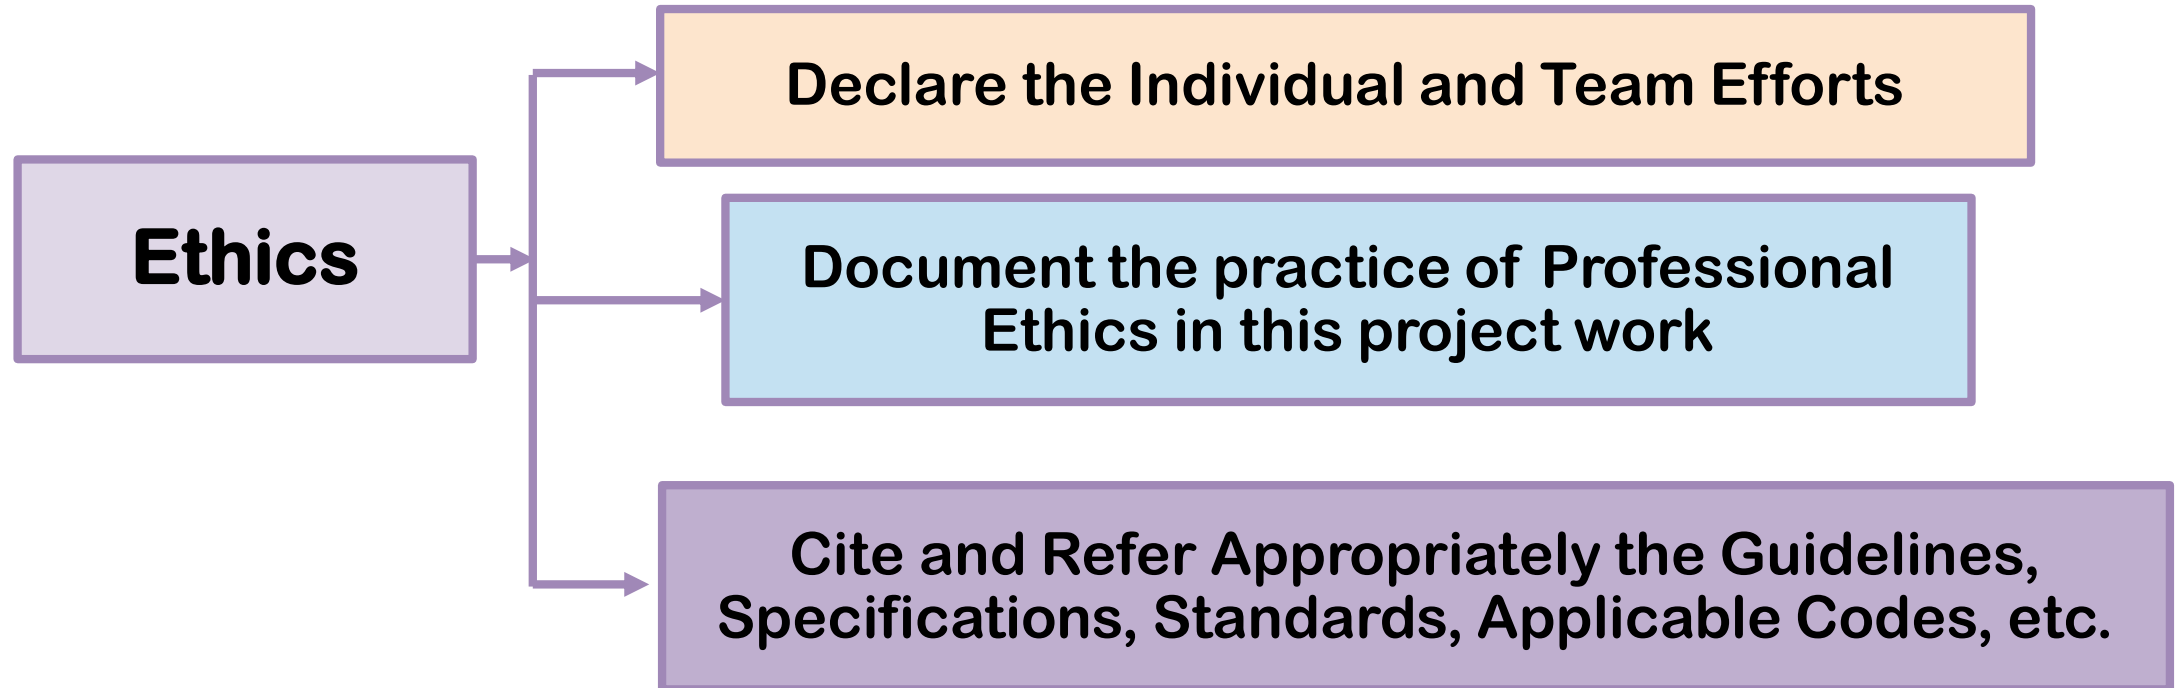 Declare the Individual and Team Efforts
Ethics
Document the practice of Professional
Ethics in this project work
Cite and Refer Appropriately the Guidelines,
Specifications, Standards, Applicable Codes, etc.